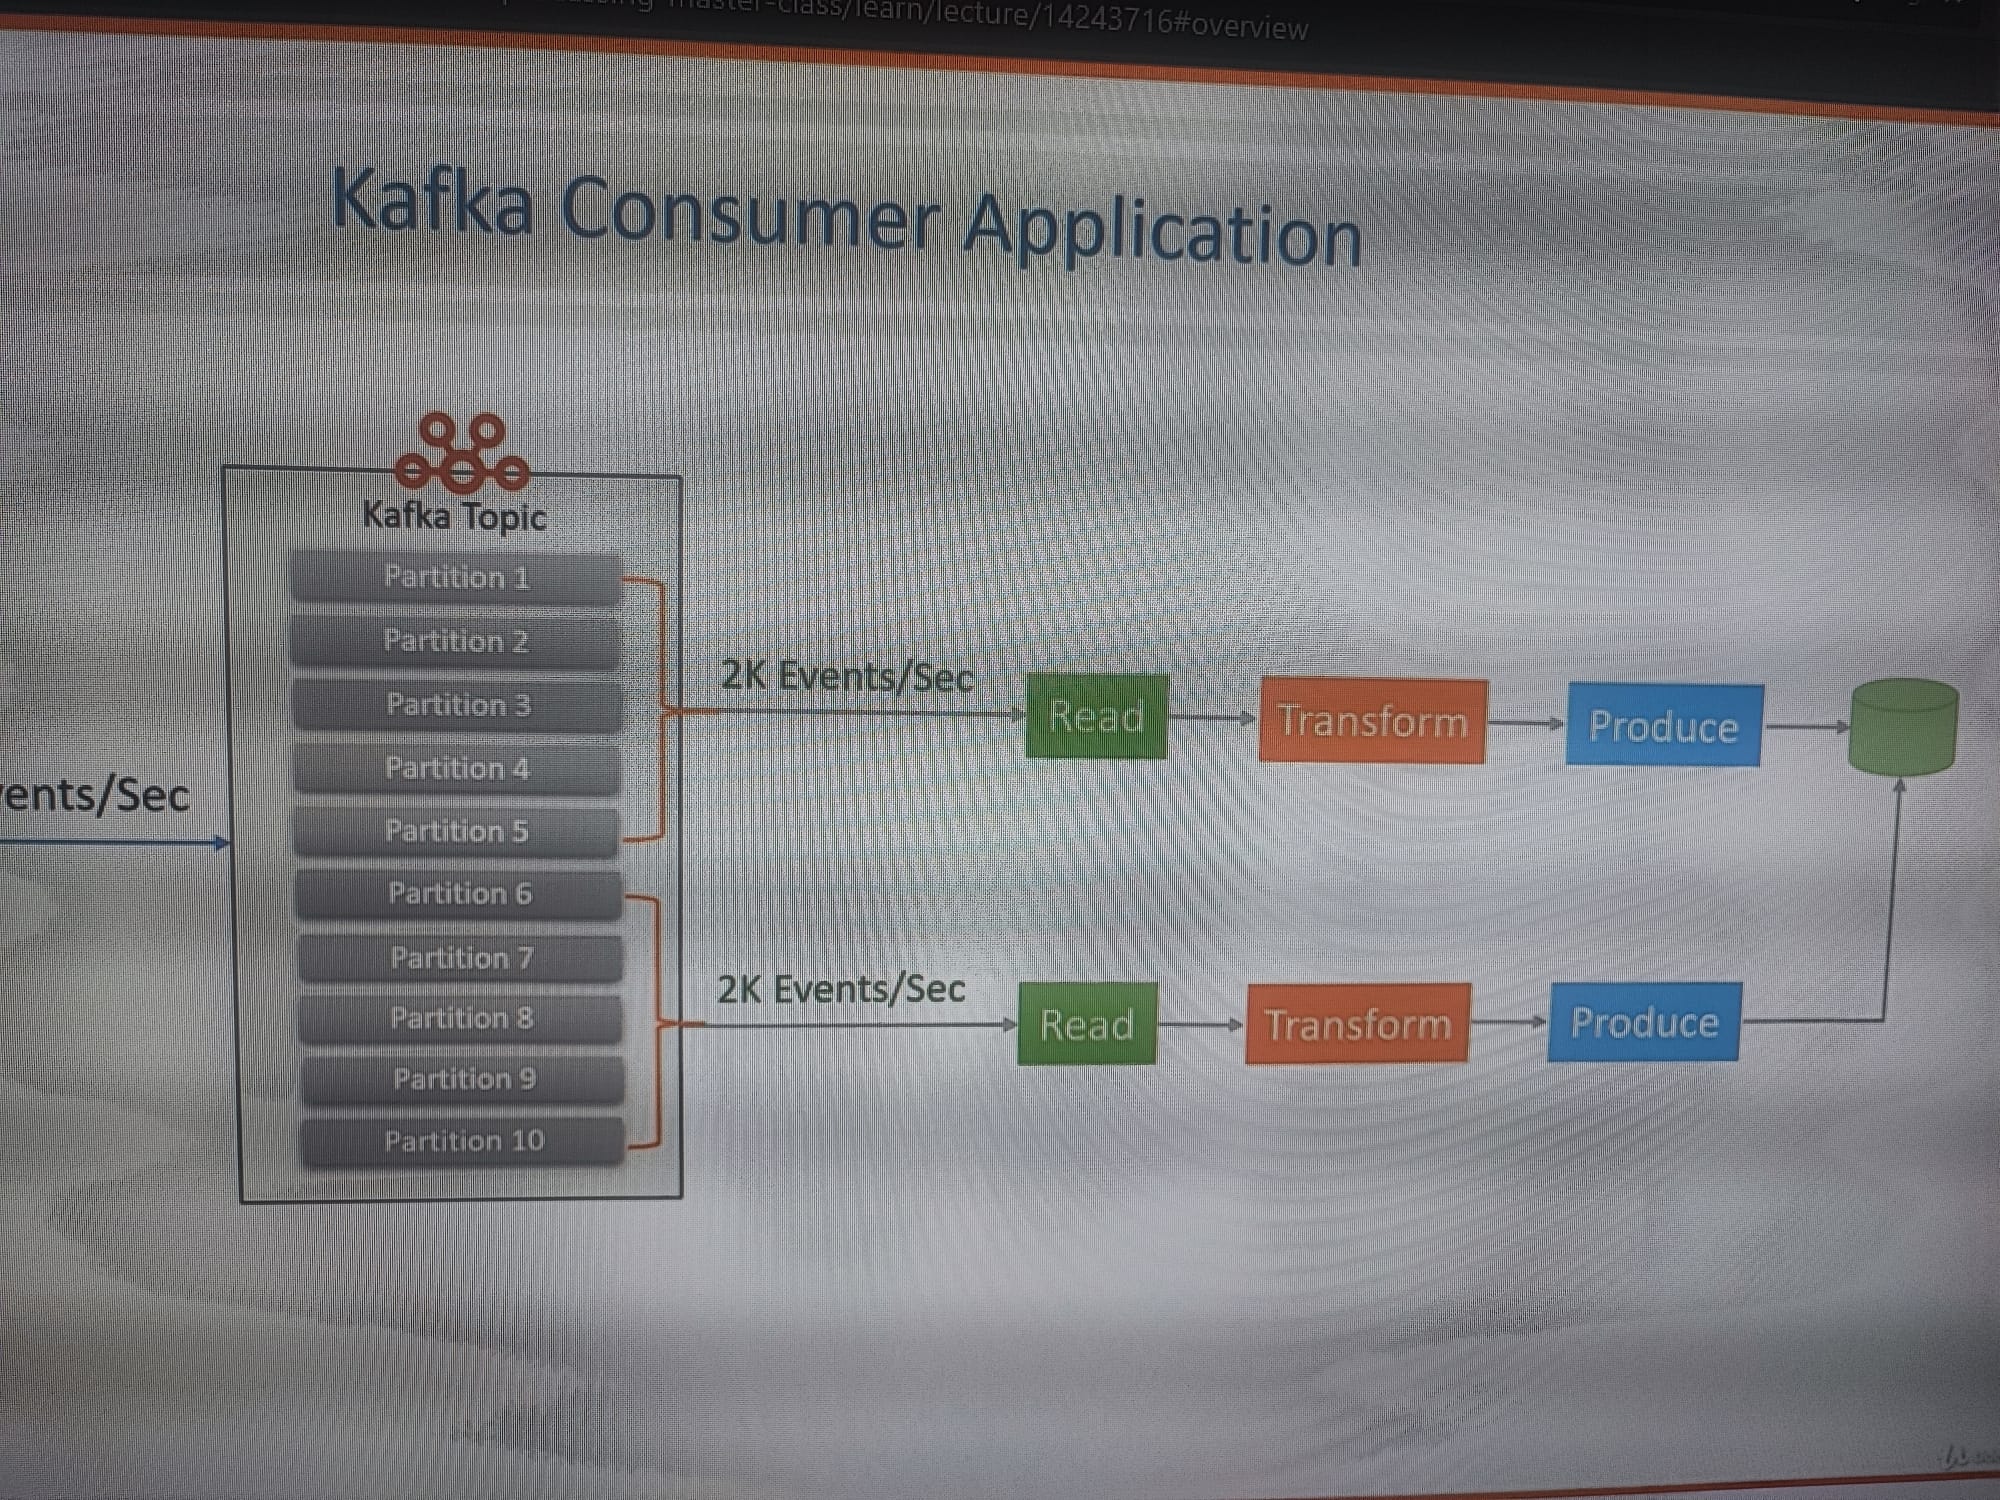 master-class/learn/lecture/14243716#overview
Kafka Consumer Application
Kafka Topic
Partition 1
Partition 2
Partition 3
Partition 4
Partition 5
Partition 6
Partition 7
Partition 8
Partition 9
Partition 10
ents/Sec
2K Events/Sec
Read
Transform
Produce
2K Events/Sec
Read
Transform
Produce